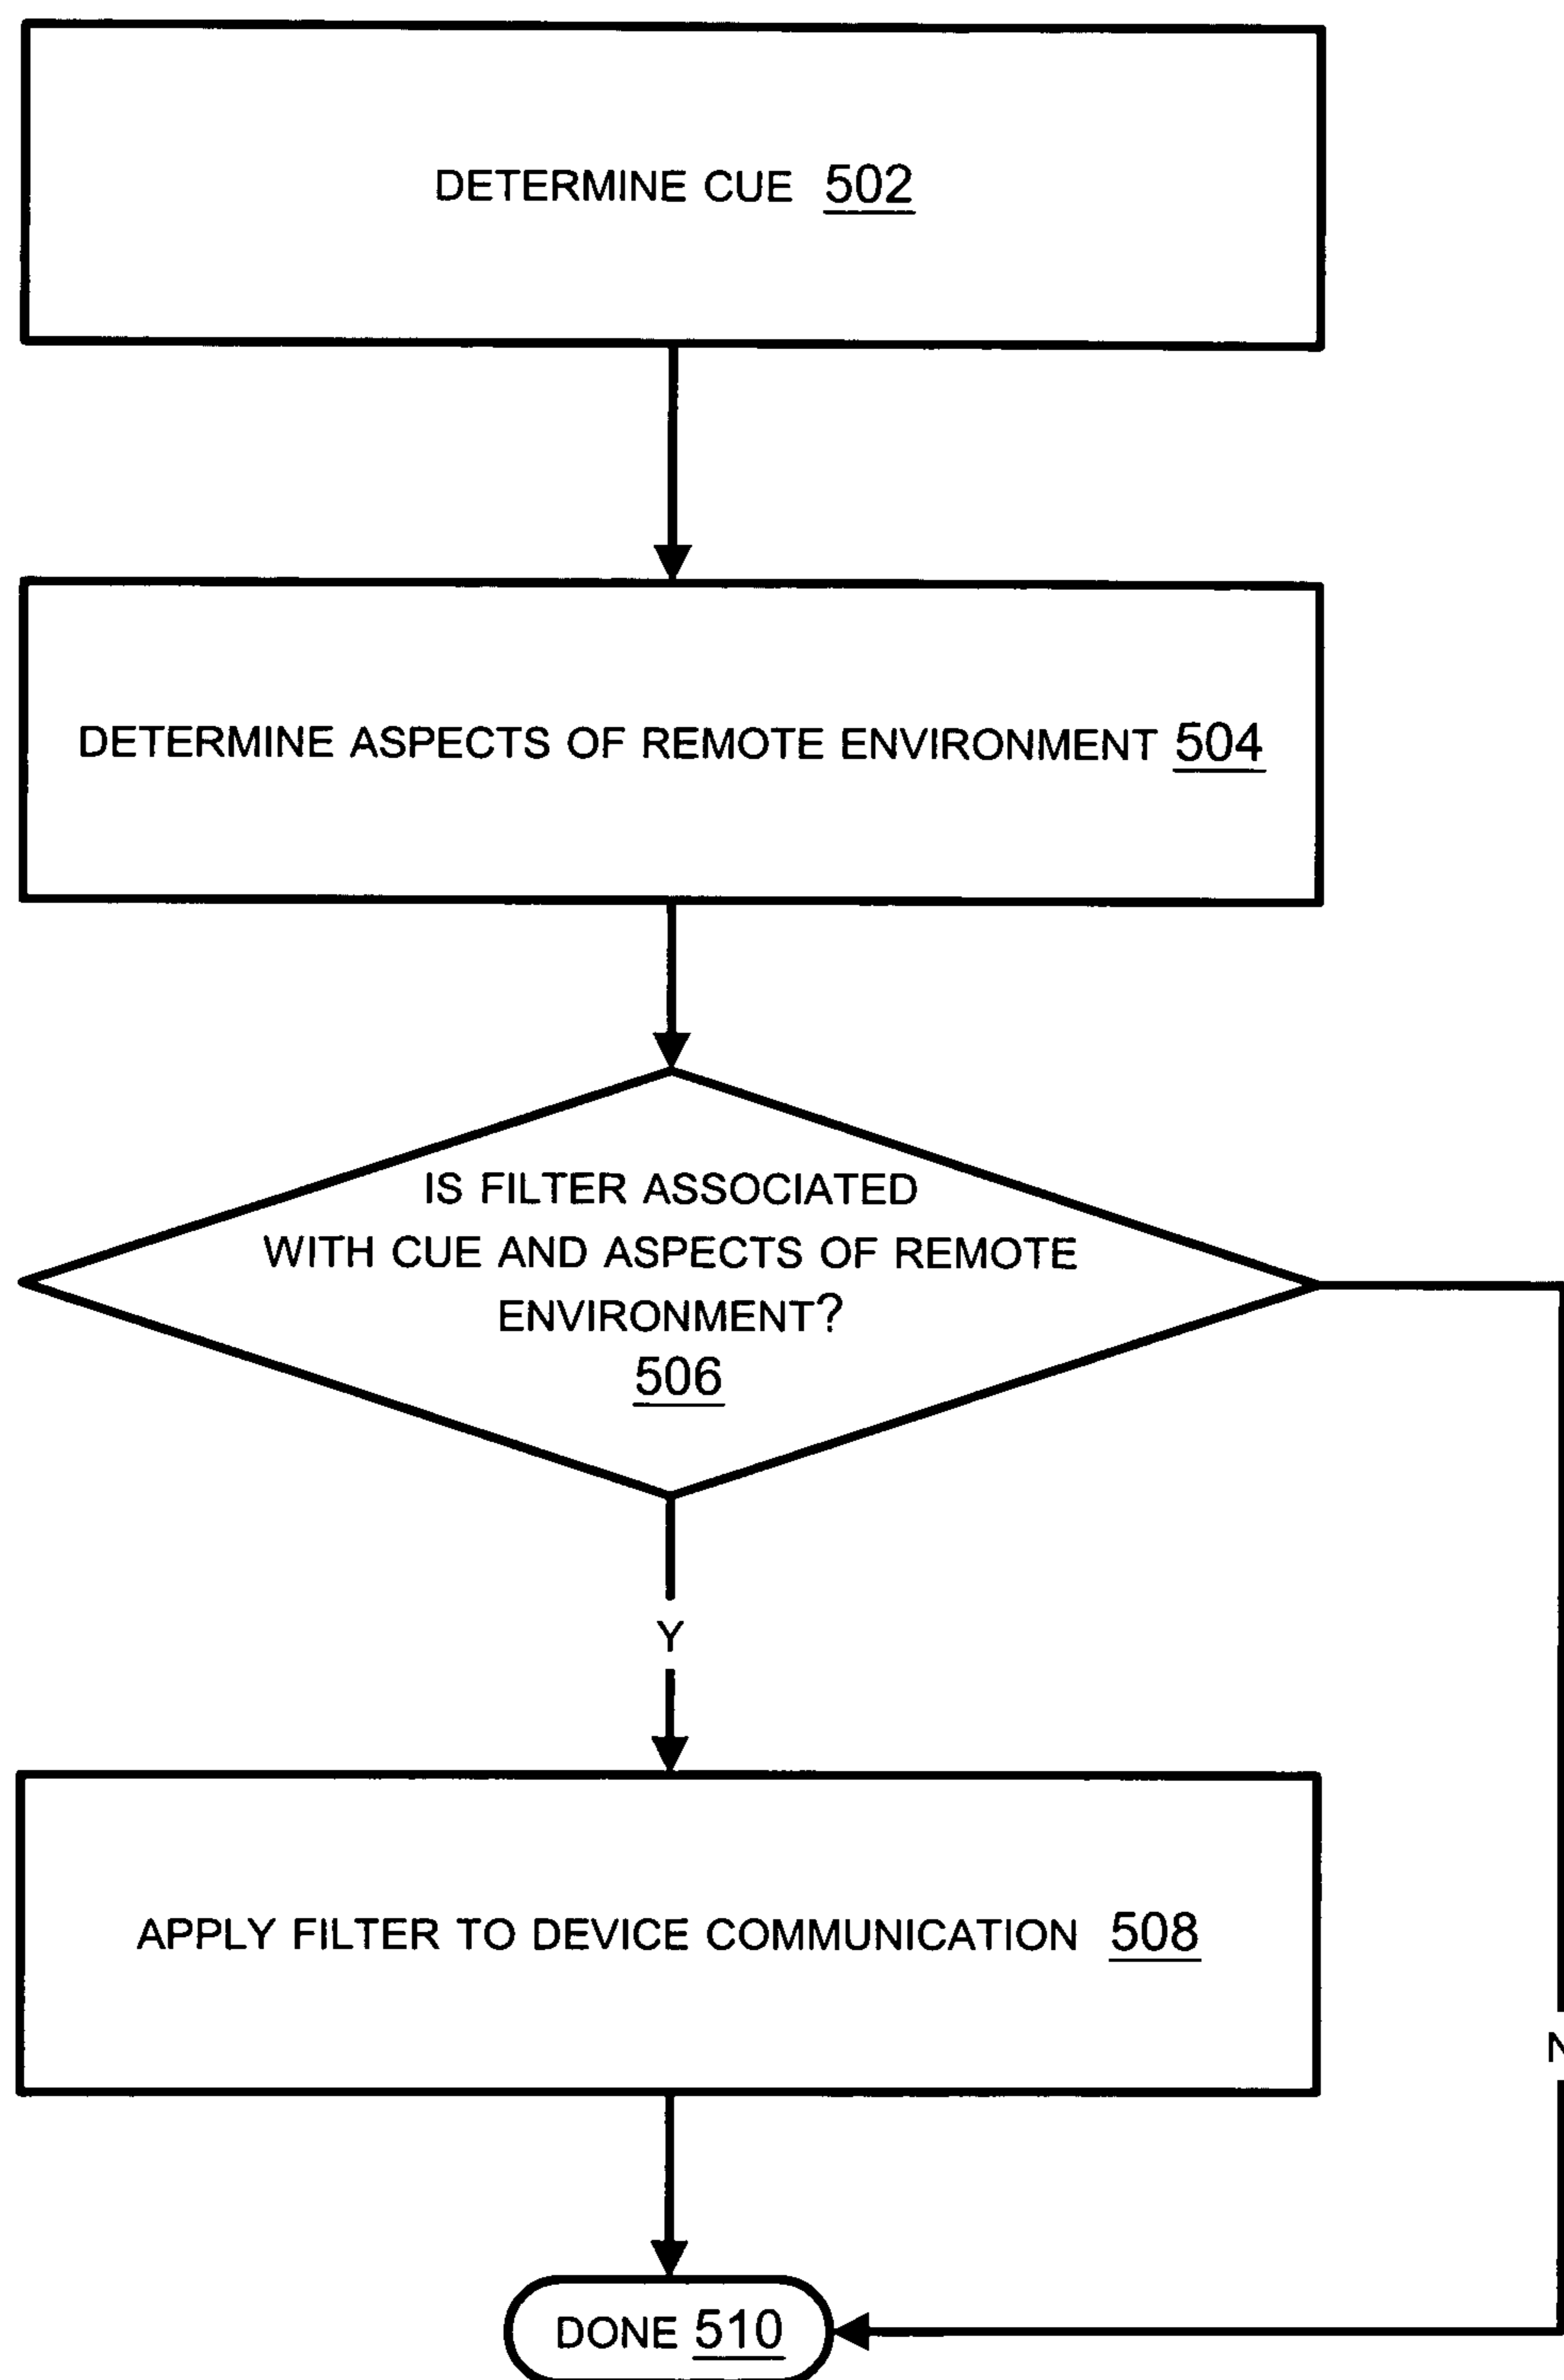 DETERMINE CUE 502
DETERMINE ASPECTS OF REMOTE ENVIRONMENT 504
IS FILTER ASSOCIATED
WITH CUE AND ASPECTS OF REMOTE
ENVIRONMENT?
506
Y
APPLY FILTER TO DEVICE COMMUNICATION 508
N
DONE 510